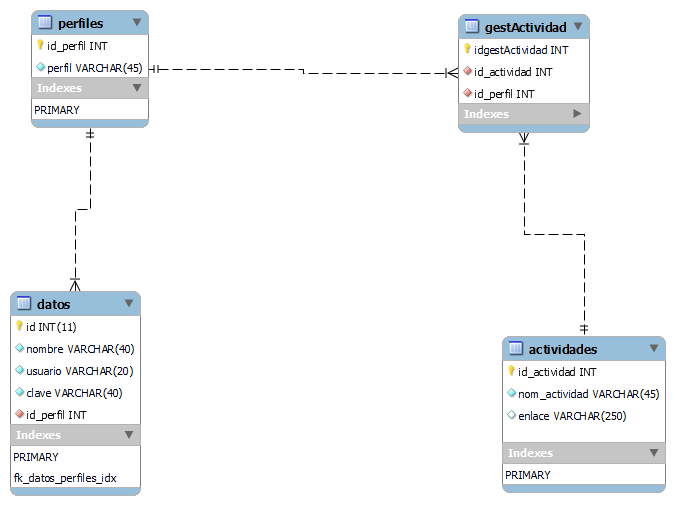 perfiles
id_perfil INT
perfil VARCHAR(45)
Indexes
PRIMARY
gestActividad
idgestActividad INT
id_actividad INT
id_perfil INT
Indexes
datos
id INT(11)
nombre VARCHAR(40)
usuario VARCHAR(20)
clave VARCHAR(40)
id_perfil INT
Indexes
PRIMARY
fk_datos_perfiles_idx
actividades
id_actividad INT
nom_actividad VARCHAR(45)
enlace VARCHAR(250)
Indexes
PRIMARY